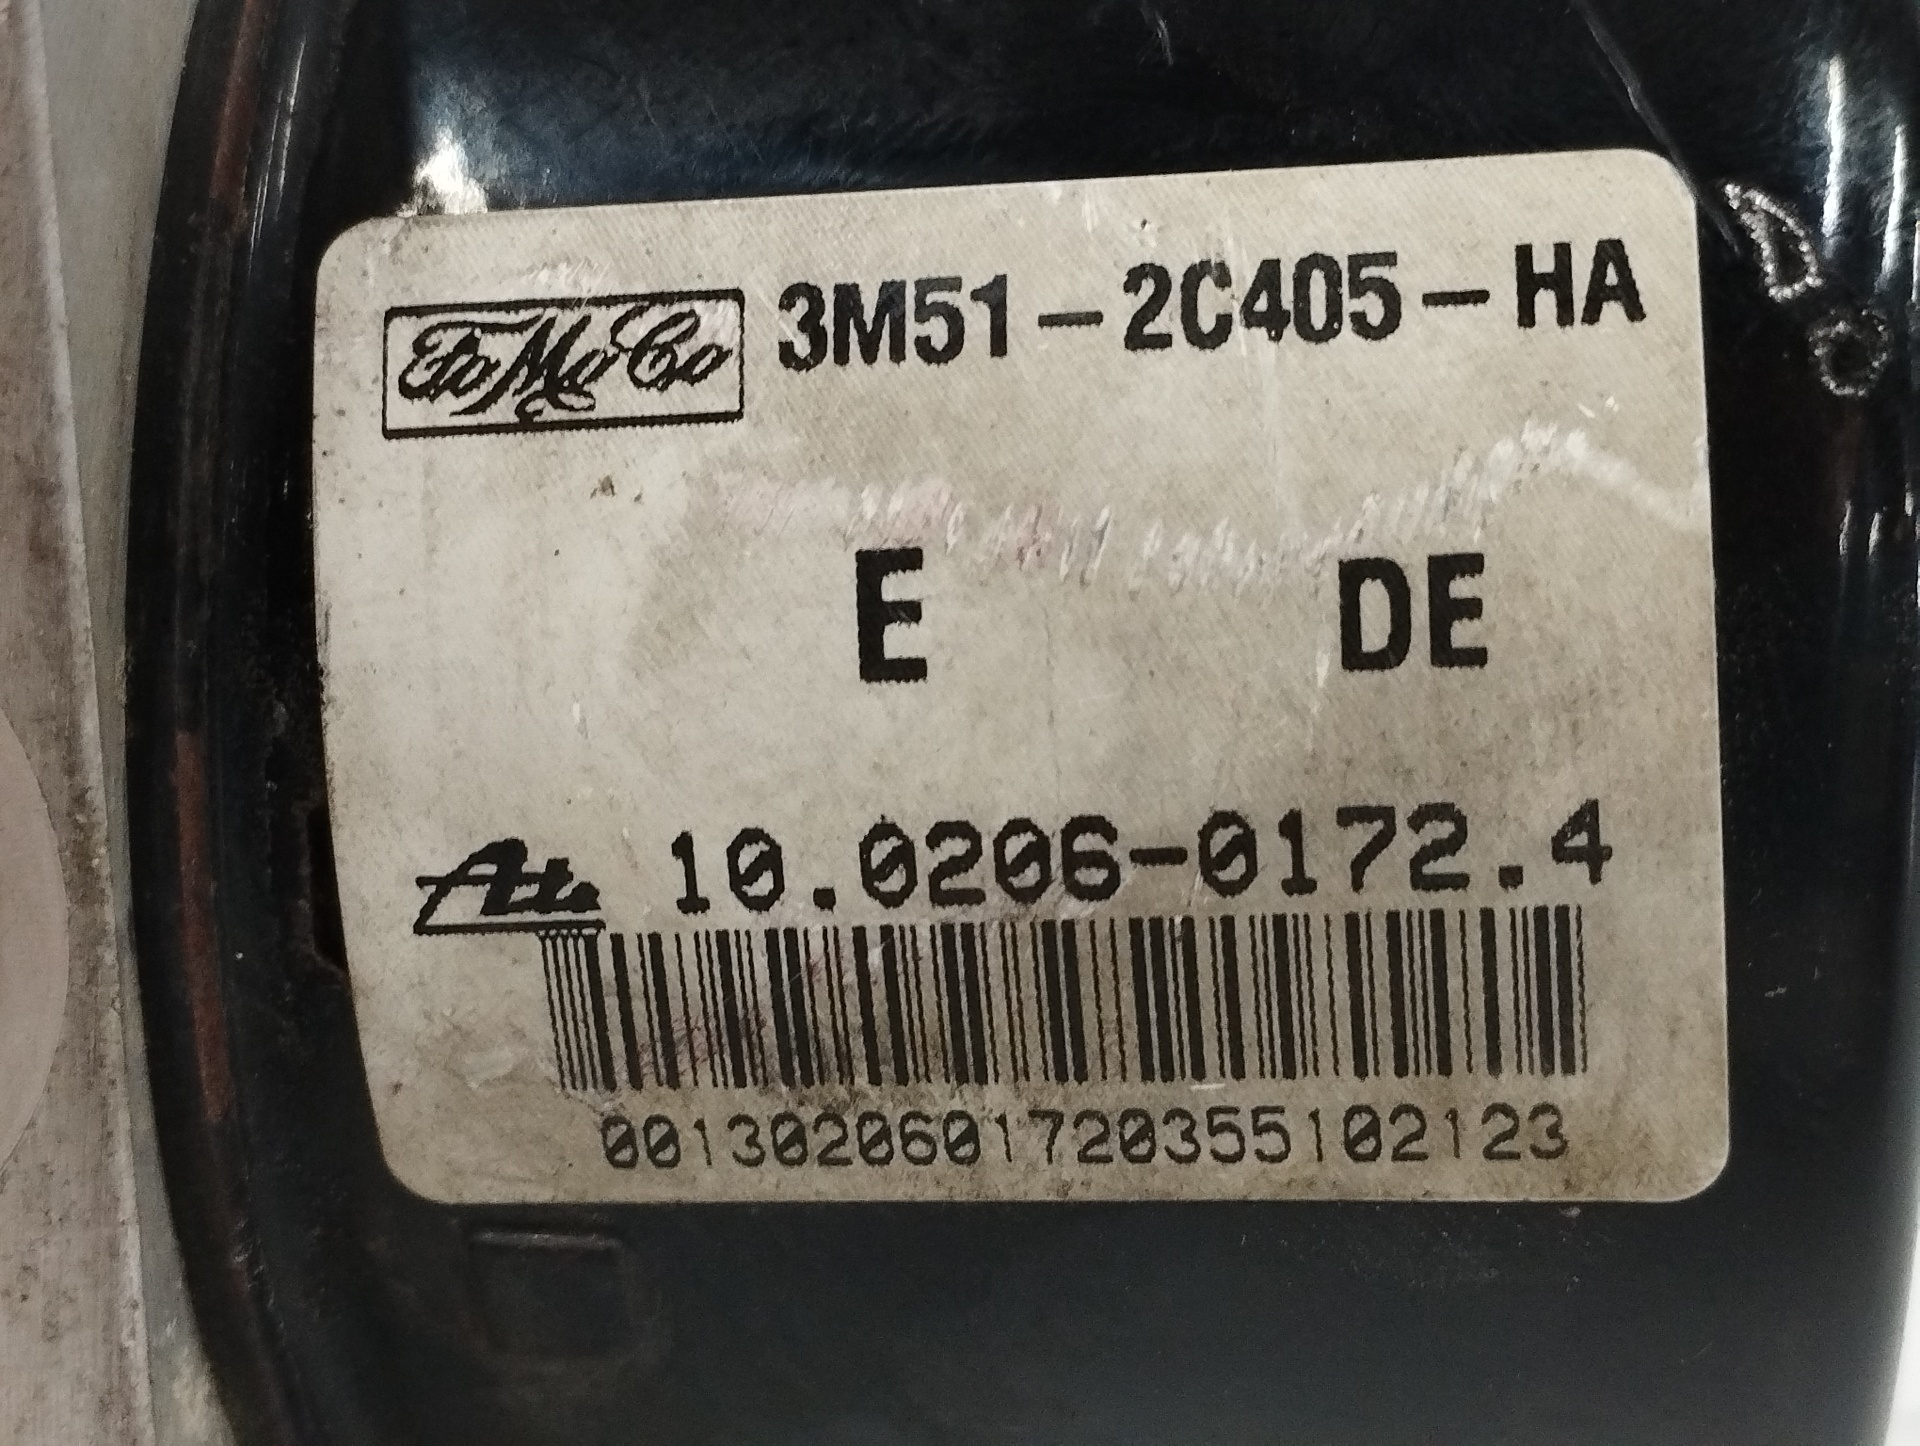 FoMoCo 3M51-2C405-HA
E DE
Ate 10.0206-0172.4
0013020601720355102123